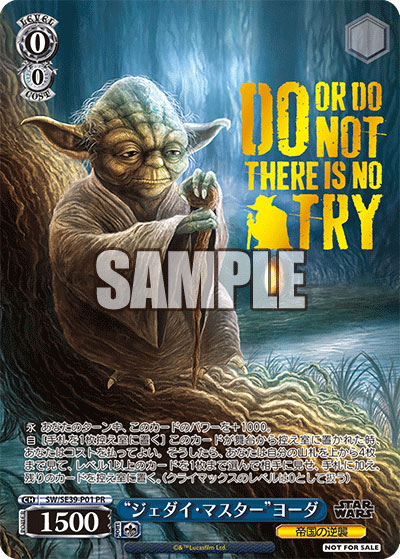 LEVEL
0
0
COST
DO OR DO
NOT
THERE IS NO
TRY
SAMPLE
永 あなたのターン中、このカードのパワーを+1000。
自 [手札を1枚控え室に置く] このカードが舞台から控え室に置かれた時、
あなたはコストを払ってよい。そうしたら、あなたは自分の山札を上から4枚
まで見て、レベル1以上のカードを1枚まで選んで相手に見せ、手札に加え、
残りのカードを控え室に置く。(クライマックスのレベルは0として扱う)
CH SW/SE39-P01 PR
POWER 1500
“ジェダイ・マスター”ヨーダ
STAR WARS
帝国の逆襲
©&™Lucasfilm Ltd.
NOT FOR SALE